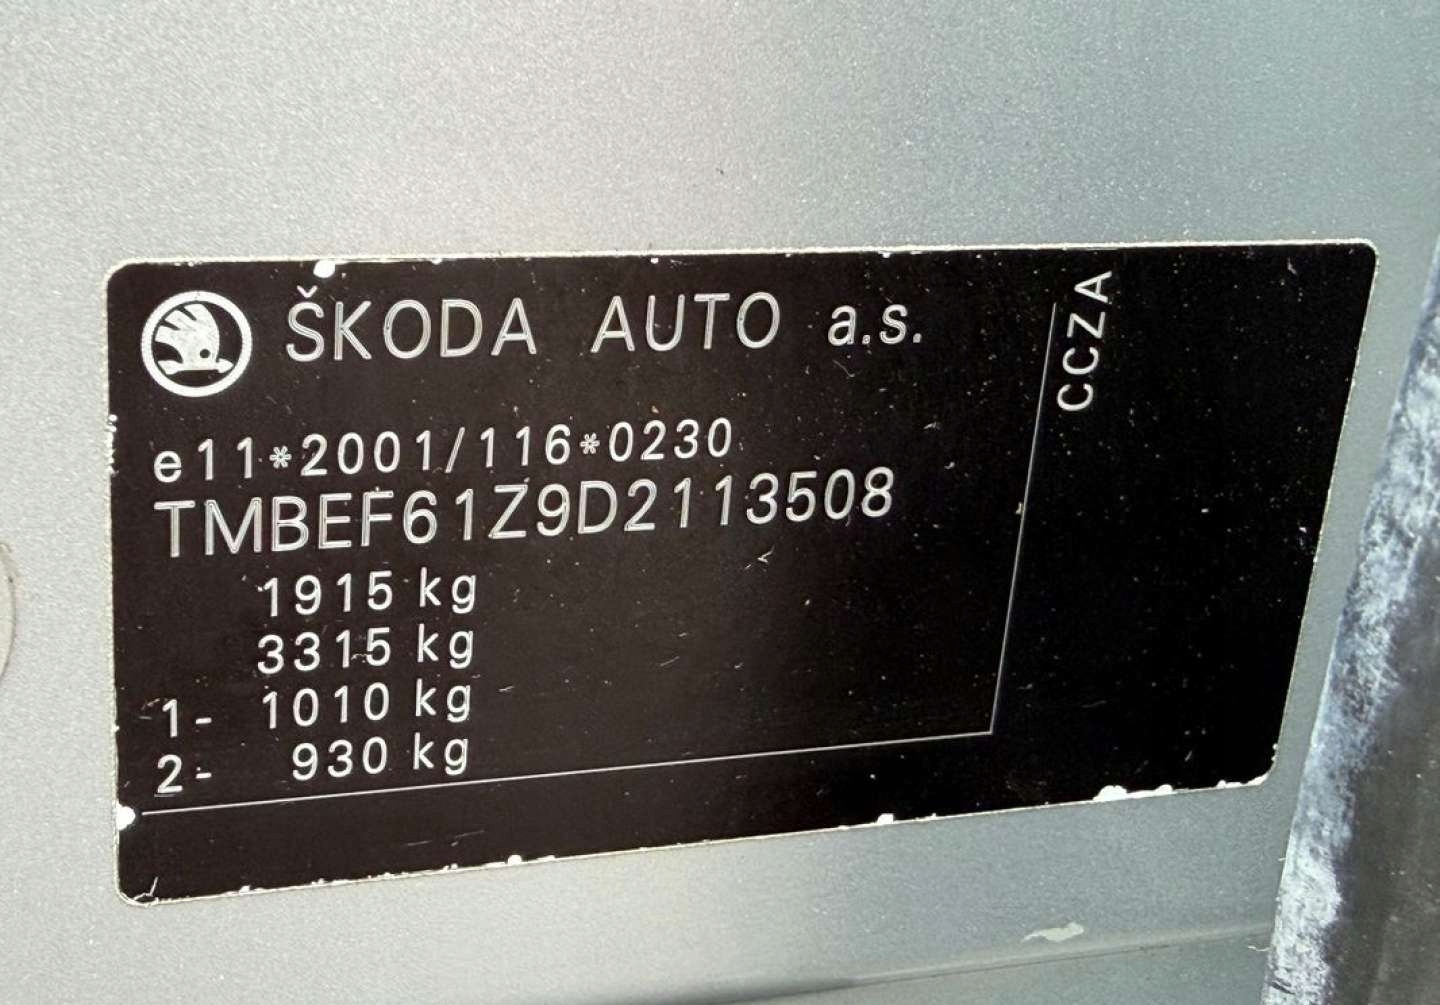 ŠKODA AUTO a.s.
e11*2001/116*0230
TMBEF61Z9D2113508
1915 kg
3315 kg
1- 1010 kg
2- 930 kg
CCZA